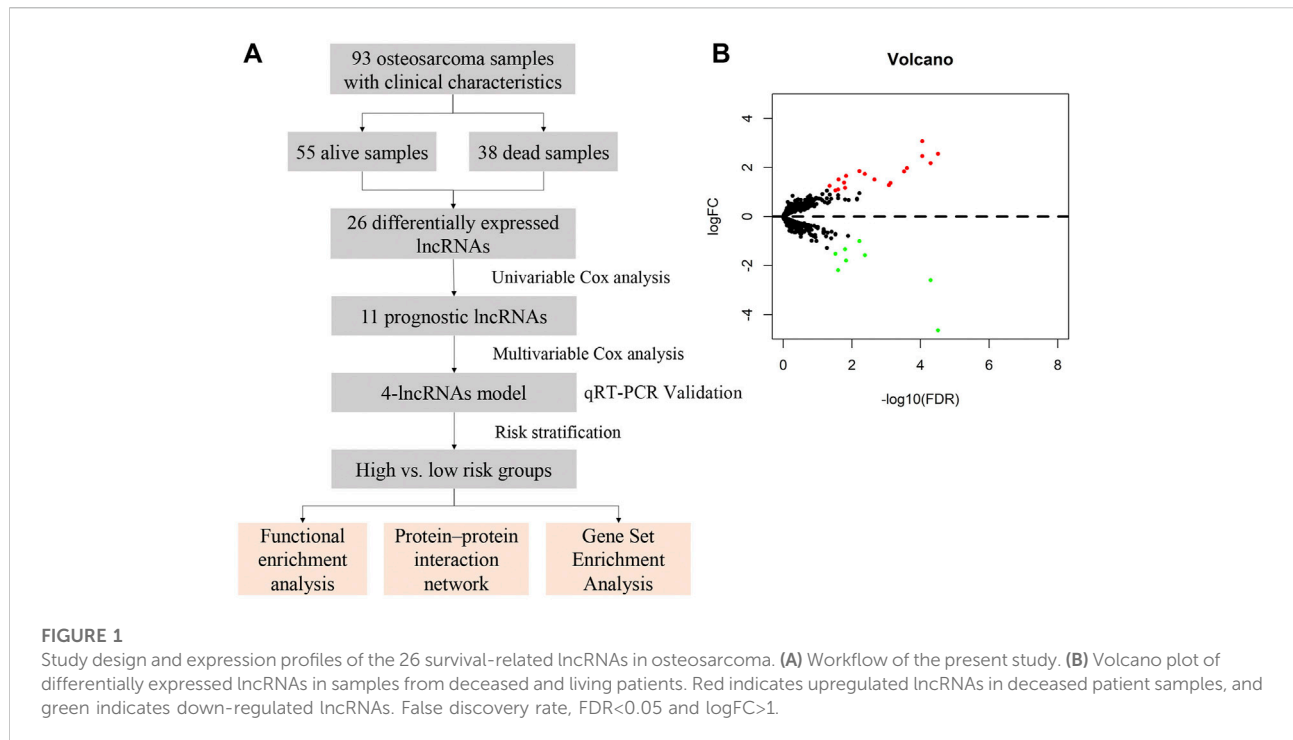 A
93 osteosarcoma samples
with clinical characteristics
55 alive samples
38 dead samples
26 differentially expressed
lncRNAs
Univariable Cox analysis
11 prognostic lncRNAs
Multivariable Cox analysis
4-lncRNAs model
qRT-PCR Validation
Risk stratification
High vs. low risk groups
Functional
enrichment
analysis
Protein–protein
interaction
network
Gene Set
Enrichment
Analysis
B
Volcano
logFC
4
2
0
-2
-4
0
2
4
6
8
-log10(FDR)
FIGURE 1
Study design and expression profiles of the 26 survival-related lncRNAs in osteosarcoma. (A) Workflow of the present study. (B) Volcano plot of
differentially expressed lncRNAs in samples from deceased and living patients. Red indicates upregulated lncRNAs in deceased patient samples, and
green indicates down-regulated lncRNAs. False discovery rate, FDR<0.05 and logFC>1.